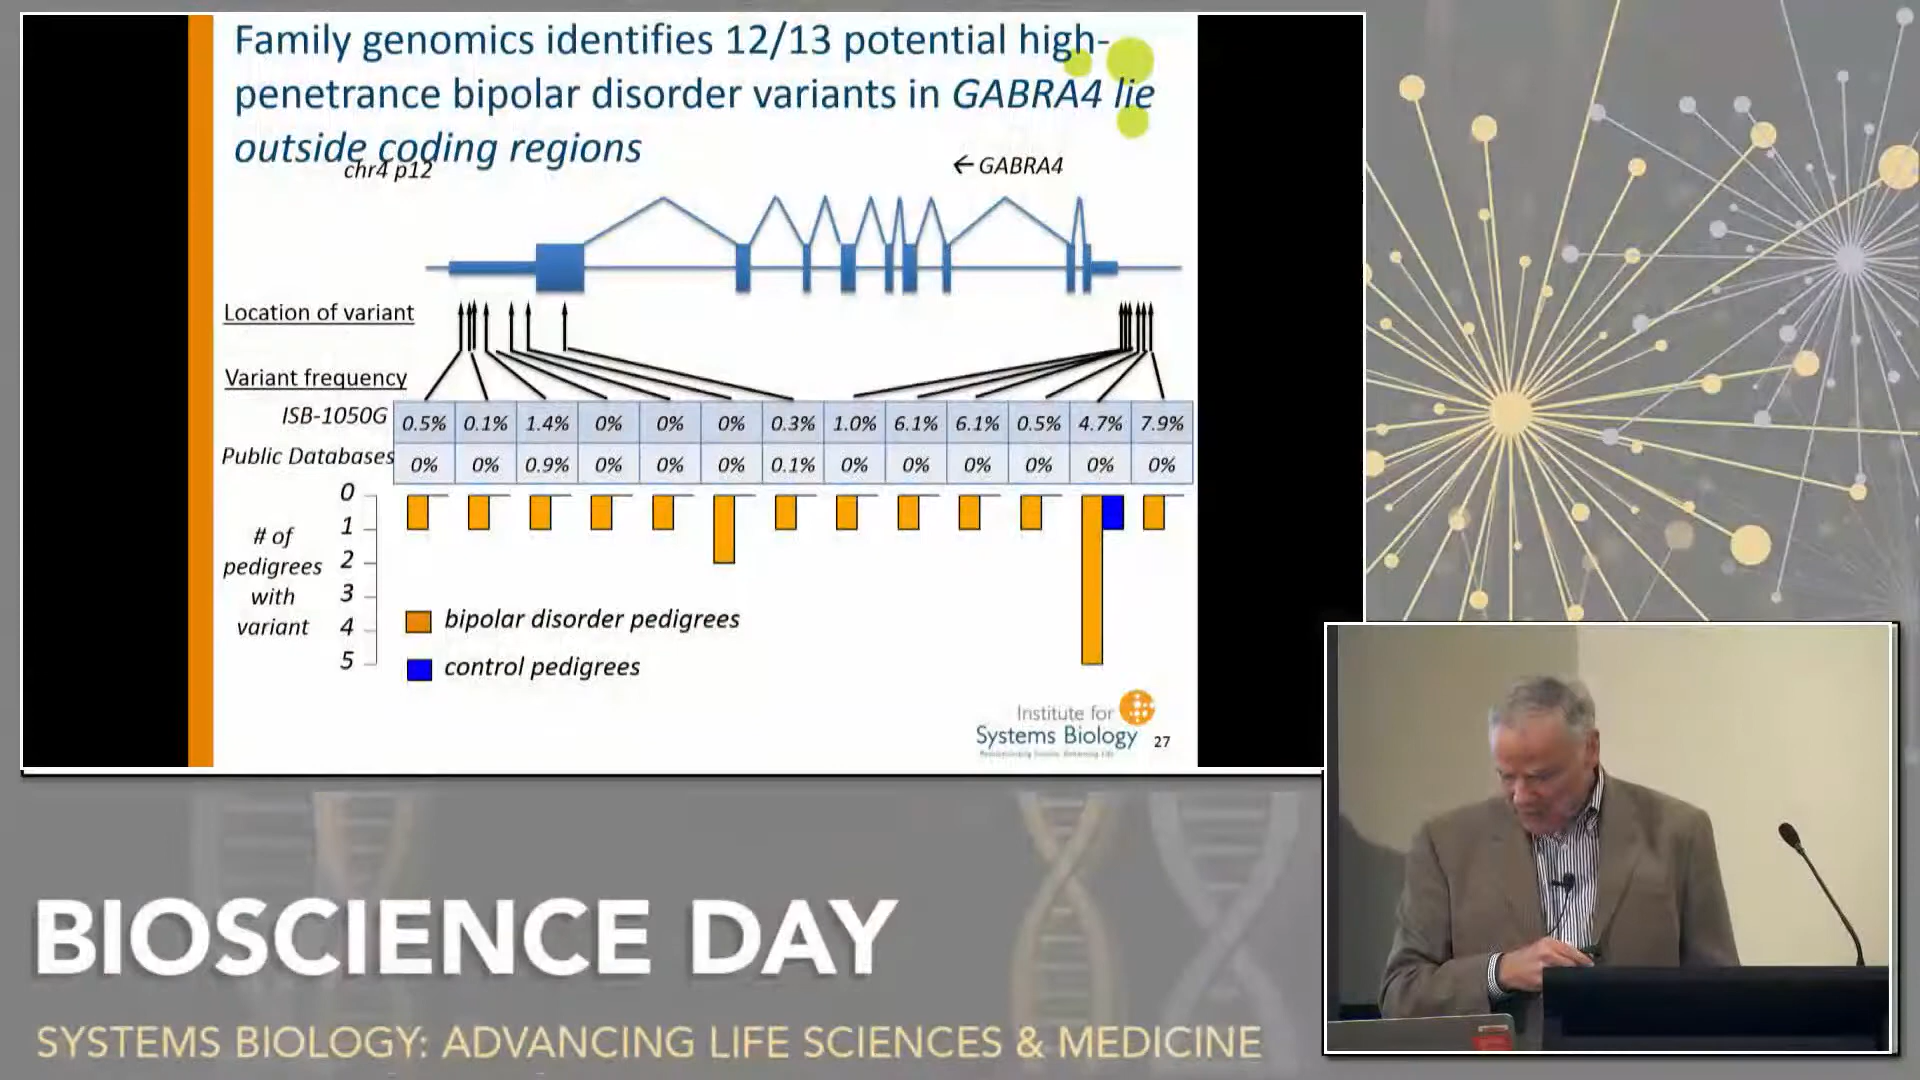 Family genomics identifies 12/13 potential high-
penetrance bipolar disorder variants in GABRA4 lie
outside coding regions
chr4 p12
← GABRA4
Location of variant
Variant frequency
ISB-1050G 0.5% 0.1% 1.4% 0% 0% 0% 0.3% 1.0% 6.1% 6.1% 0.5% 4.7% 7.9%
Public Databases 0% 0% 0.9% 0% 0% 0% 0.1% 0% 0% 0% 0% 0% 0%
0
1
2
3
4
5
# of
pedigrees
with
variant
bipolar disorder pedigrees
control pedigrees
Institute for
Systems Biology
27
BIOSCIENCE DAY
SYSTEMS BIOLOGY: ADVANCING LIFE SCIENCES & MEDICINE